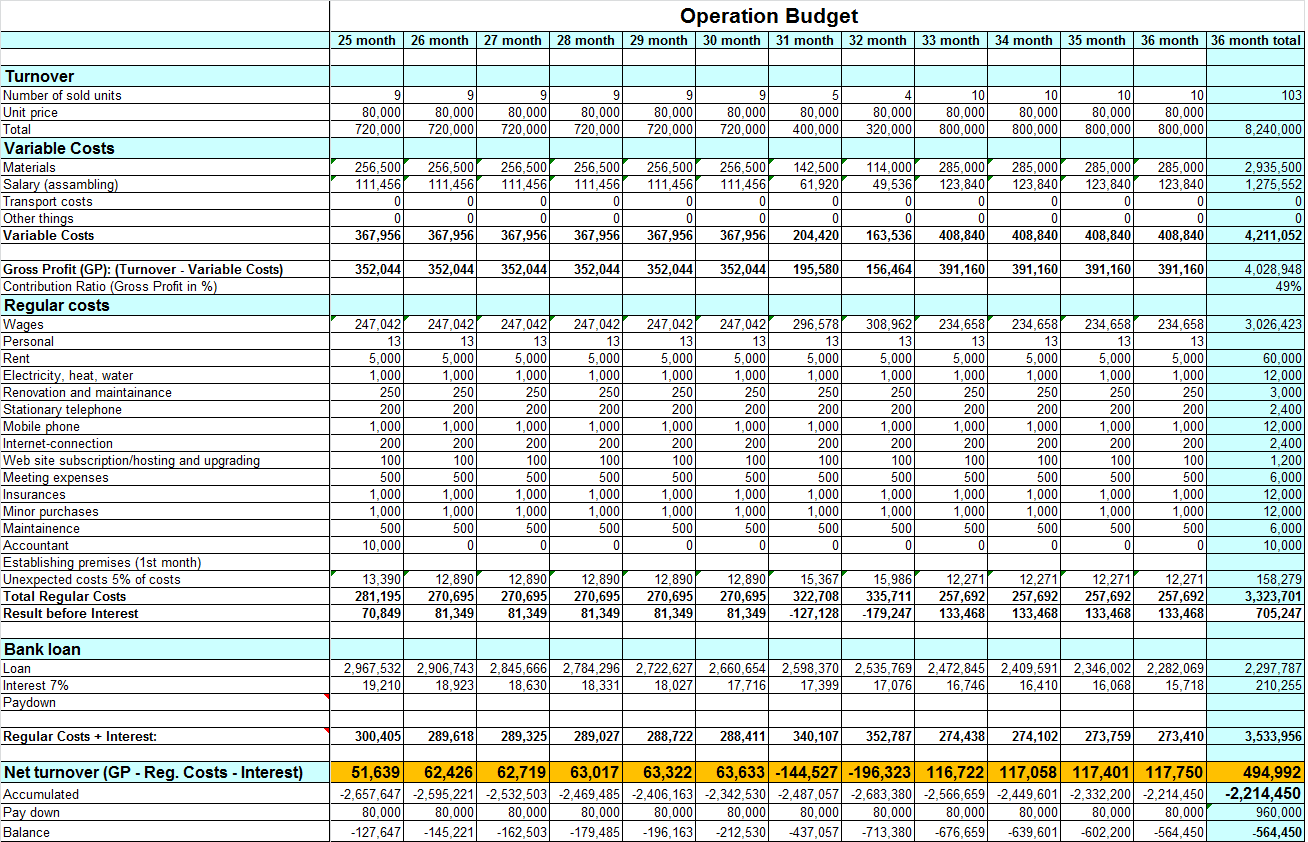 Operation Budget
25 month 26 month 27 month 28 month 29 month 30 month 31 month 32 month 33 month 34 month 35 month 36 month 36 month total
Turnover
Number of sold units 9 9 9 9 9 9 5 4 10 10 10 10 103
Unit price 80,000 80,000 80,000 80,000 80,000 80,000 80,000 80,000 80,000 80,000 80,000 80,000
Total 720,000 720,000 720,000 720,000 720,000 720,000 400,000 320,000 800,000 800,000 800,000 800,000 8,240,000
Variable Costs
Materials 256,500 256,500 256,500 256,500 256,500 256,500 142,500 114,000 285,000 285,000 285,000 285,000 2,935,500
Salary (assambling) 111,456 111,456 111,456 111,456 111,456 111,456 61,920 49,536 123,840 123,840 123,840 123,840 1,275,552
Transport costs 0 0 0 0 0 0 0 0 0 0 0 0 0
Other things 0 0 0 0 0 0 0 0 0 0 0 0 0
Variable Costs 367,956 367,956 367,956 367,956 367,956 367,956 204,420 163,536 408,840 408,840 408,840 408,840 4,211,052
Gross Profit (GP): (Turnover - Variable Costs) 352,044 352,044 352,044 352,044 352,044 352,044 195,580 156,464 391,160 391,160 391,160 391,160 4,028,948
Contribution Ratio (Gross Profit in %) 49%
Regular costs
Wages 247,042 247,042 247,042 247,042 247,042 247,042 296,578 308,962 234,658 234,658 234,658 234,658 3,026,423
Personal 13 13 13 13 13 13 13 13 13 13 13 13
Rent 5,000 5,000 5,000 5,000 5,000 5,000 5,000 5,000 5,000 5,000 5,000 5,000 60,000
Electricity, heat, water 1,000 1,000 1,000 1,000 1,000 1,000 1,000 1,000 1,000 1,000 1,000 1,000 12,000
Renovation and maintainance 250 250 250 250 250 250 250 250 250 250 250 250 3,000
Stationary telephone 200 200 200 200 200 200 200 200 200 200 200 200 2,400
Mobile phone 1,000 1,000 1,000 1,000 1,000 1,000 1,000 1,000 1,000 1,000 1,000 1,000 12,000
Internet-connection 200 200 200 200 200 200 200 200 200 200 200 200 2,400
Web site subscription/hosting and upgrading 100 100 100 100 100 100 100 100 100 100 100 100 1,200
Meeting expenses 500 500 500 500 500 500 500 500 500 500 500 500 6,000
Insurances 1,000 1,000 1,000 1,000 1,000 1,000 1,000 1,000 1,000 1,000 1,000 1,000 12,000
Minor purchases 1,000 1,000 1,000 1,000 1,000 1,000 1,000 1,000 1,000 1,000 1,000 1,000 12,000
Maintainence 500 500 500 500 500 500 500 500 500 500 500 500 6,000
Accountant 10,000 0 0 0 0 0 0 0 0 0 0 0 10,000
Establishing premises (1st month)
Unexpected costs 5% of costs 13,390 12,890 12,890 12,890 12,890 12,890 15,367 15,986 12,271 12,271 12,271 12,271 158,279
Total Regular Costs 281,195 270,695 270,695 270,695 270,695 270,695 322,708 335,711 257,692 257,692 257,692 257,692 3,323,701
Result before Interest 70,849 81,349 81,349 81,349 81,349 81,349 -127,128 -179,247 133,468 133,468 133,468 133,468 705,247
Bank loan
Loan 2,967,532 2,906,743 2,845,666 2,784,296 2,722,627 2,660,654 2,598,370 2,535,769 2,472,845 2,409,591 2,346,002 2,282,069 2,297,787
Interest 7% 19,210 18,923 18,630 18,331 18,027 17,716 17,399 17,076 16,746 16,410 16,068 15,718 210,255
Paydown
Regular Costs + Interest: 300,405 289,618 289,325 289,027 288,722 288,411 340,107 352,787 274,438 274,102 273,759 273,410 3,533,956
Net turnover (GP - Reg. Costs - Interest) 51,639 62,426 62,719 63,017 63,322 63,633 -144,527 -196,323 116,722 117,058 117,401 117,750 494,992
Accumulated -2,657,647 -2,595,221 -2,532,503 -2,469,485 -2,406,163 -2,342,530 -2,487,057 -2,683,380 -2,566,659 -2,449,601 -2,332,200 -2,214,450 -2,214,450
Pay down 80,000 80,000 80,000 80,000 80,000 80,000 80,000 80,000 80,000 80,000 80,000 80,000 960,000
Balance -127,647 -145,221 -162,503 -179,485 -196,163 -212,530 -437,057 -713,380 -676,659 -639,601 -602,200 -564,450 -564,450